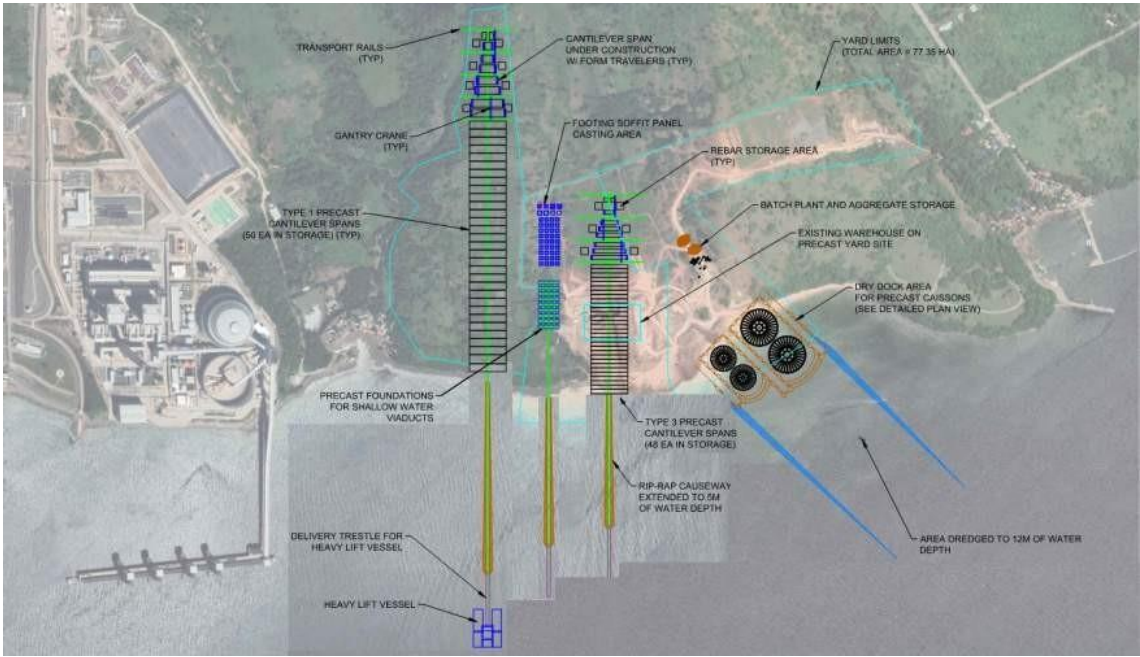 TRANSPORT RAILS
(TYP)
CANTILEVER SPAN
UNDER CONSTRUCTION
W/ FORM TRAVELERS (TYP)
YARD LIMITS
(TOTAL AREA = 77.35 HA)
GANTRY CRANE
(TYP)
FOOTING SOFFIT PANEL
CASTING AREA
REBAR STORAGE AREA
(TYP)
TYPE 1 PRECAST
CANTILEVER SPANS
(50 EA IN STORAGE) (TYP)
BATCH PLANT AND AGGREGATE STORAGE
EXISTING WAREHOUSE ON
PRECAST YARD SITE
DRY DOCK AREA
FOR PRECAST CAISSONS
(SEE DETAILED PLAN VIEW)
PRECAST FOUNDATIONS
FOR SHALLOW WATER
VIADUCTS
TYPE 3 PRECAST
CANTILEVER SPANS
(48 EA IN STORAGE)
RIP-RAP CAUSEWAY
EXTENDED TO 5M
OF WATER DEPTH
DELIVERY TRESTLE FOR
HEAVY LIFT VESSEL
AREA DREDGED TO 12M OF WATER
DEPTH
HEAVY LIFT VESSEL